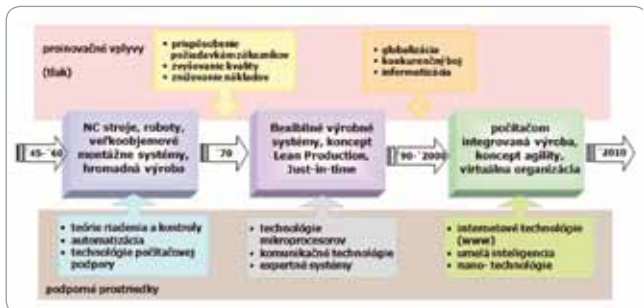 proinovačné vplyvy
(tlak)
• prispôsobenie
požiadavkám zákazníkov
• zvyšovanie kvality
• znižovanie nákladov
• globalizácia
• konkurenčný boj
• informatizácia
45-´60
NC stroje, roboty,
veľkoobjemové
montážne systémy,
hromadná výroba
´70
flexibilné výrobné
systémy, koncept
Lean Production,
Just-in-time
90-´2000
počítačom
integrovaná výroba,
koncept agility,
virtuálna organizácia
2010
• teórie riadenia a kontroly
• automatizácia
• technológie počítačovej
podpory
• technológie
mikroprocesorov
• komunikačné technológie
• expertné systémy
• internetové technológie
(www)
• umelá inteligencia
• nano- technológie
podporné prostriedky